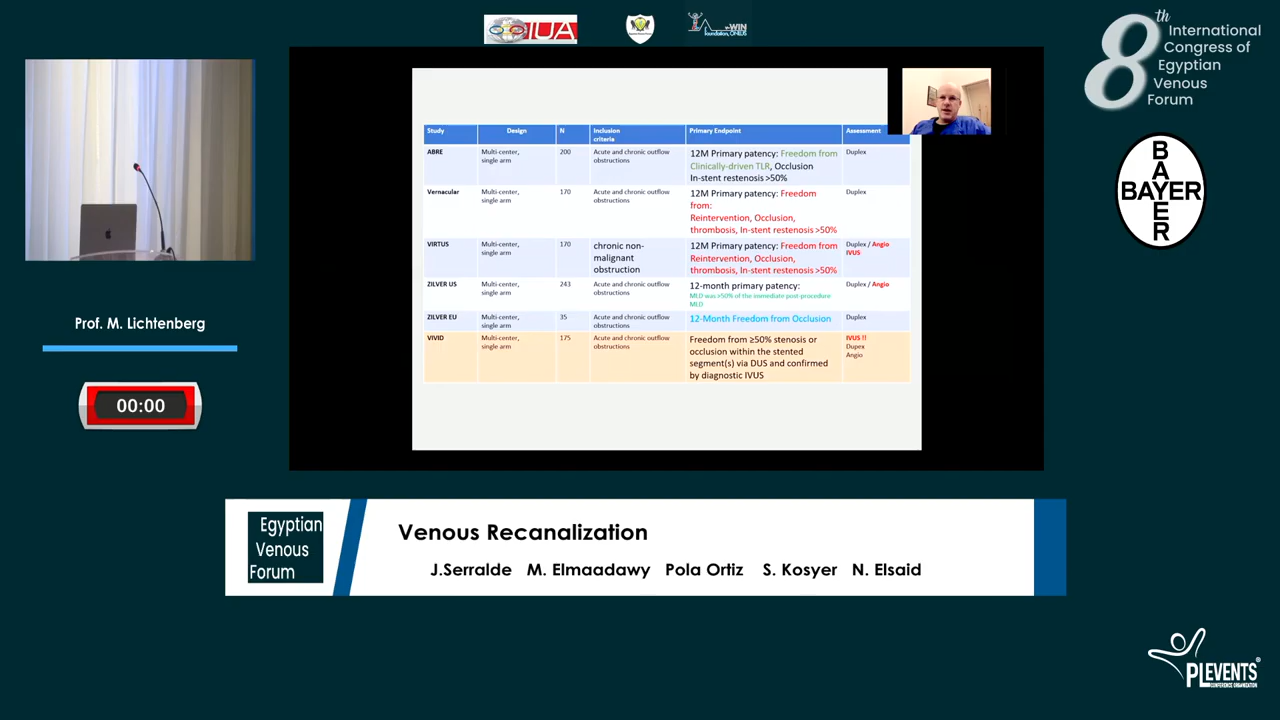 IUA
WIN
foundation, ONLUS
8th
International
Congress of
Egyptian
Venous
Forum
BAYER
BAYER
Prof. M. Lichtenberg
00:00
Study Design N Inclusion criteria Primary Endpoint Assessment
ABRE Multi-center, single arm 200 Acute and chronic outflow obstructions 12M Primary patency: Freedom from Clinically-driven TLR, Occlusion In-stent restenosis >50% Duplex
Vernacular Multi-center, single arm 170 Acute and chronic outflow obstructions 12M Primary patency: Freedom from: Reintervention, Occlusion, thrombosis, In-stent restenosis >50% Duplex
VIRTUS Multi-center, single arm 170 chronic non-malignant obstruction 12M Primary patency: Freedom from Reintervention, Occlusion, thrombosis, In-stent restenosis >50% Duplex / Angio IVUS
ZILVER US Multi-center, single arm 243 Acute and chronic outflow obstructions 12-month primary patency: MLD was >50% of the immediate post-procedure MLD Duplex / Angio
ZILVER EU Multi-center, single arm 35 Acute and chronic outflow obstructions 12-Month Freedom from Occlusion Duplex
VIVID Multi-center, single arm 175 Acute and chronic outflow obstructions Freedom from ≥50% stenosis or occlusion within the stented segment(s) via DUS and confirmed by diagnostic IVUS IVUS !! Dupex Angio
Egyptian
Venous
Forum
Venous Recanalization
J.Serralde M. Elmaadawy Pola Ortiz S. Kosyer N. Elsaid
PLEVENTS
CONFERENCE ORGANIZATION